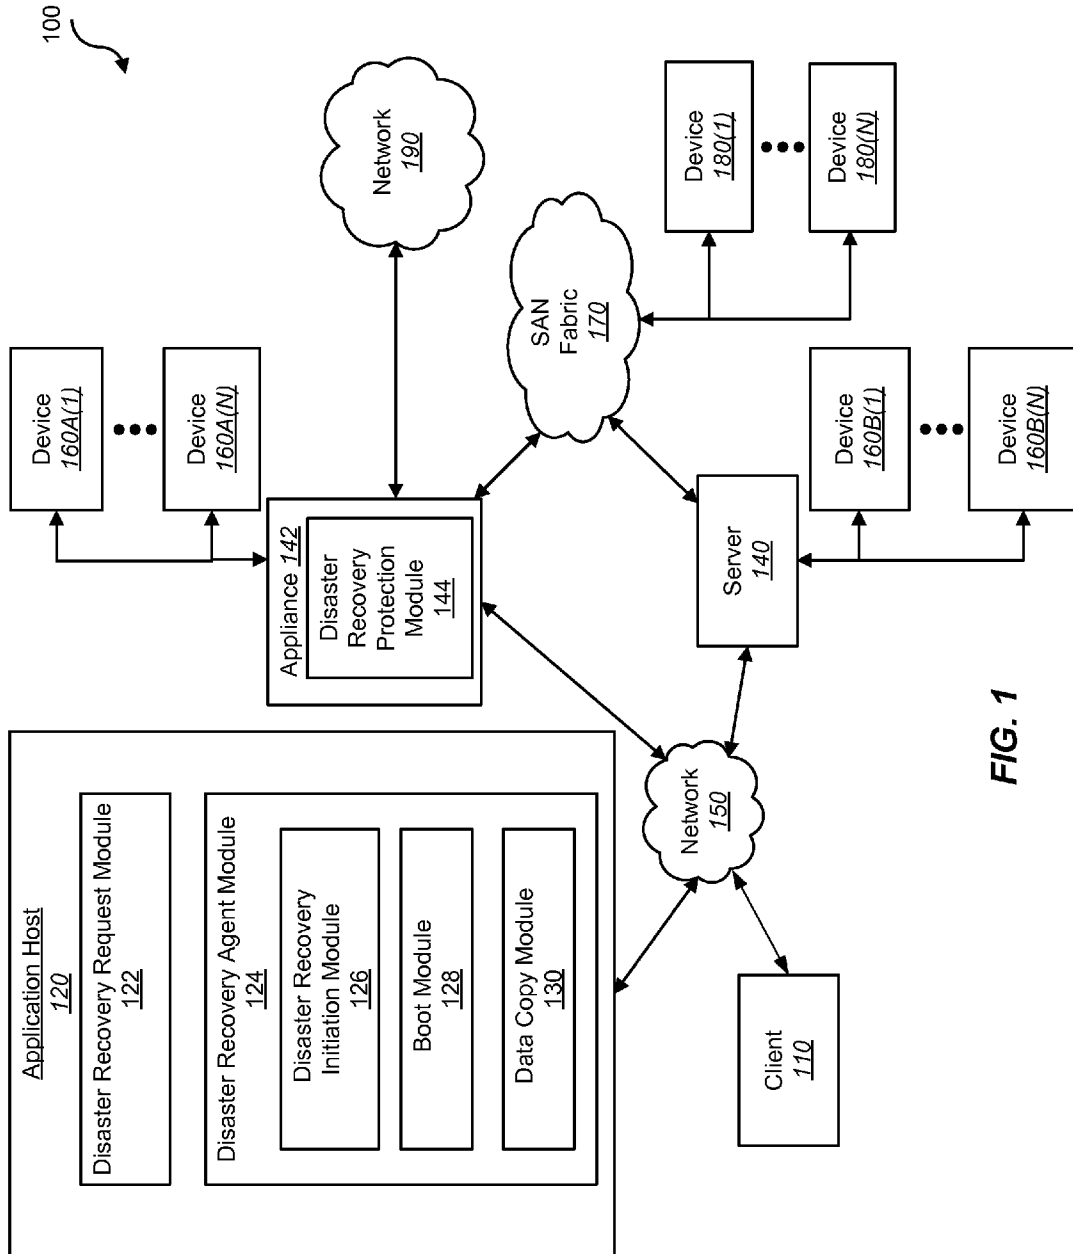 100
Application Host
120
Disaster Recovery Request Module
122
Disaster Recovery Agent Module
124
Disaster Recovery
Initiation Module
126
Boot Module
128
Data Copy Module
130
Device
160A(1)
Device
160A(N)
Appliance 142
Disaster
Recovery
Protection
Module
144
Network
190
SAN
Fabric
170
Device
180(1)
Device
180(N)
Network
150
Server
140
Device
160B(1)
Device
160B(N)
Client
110
FIG. 1